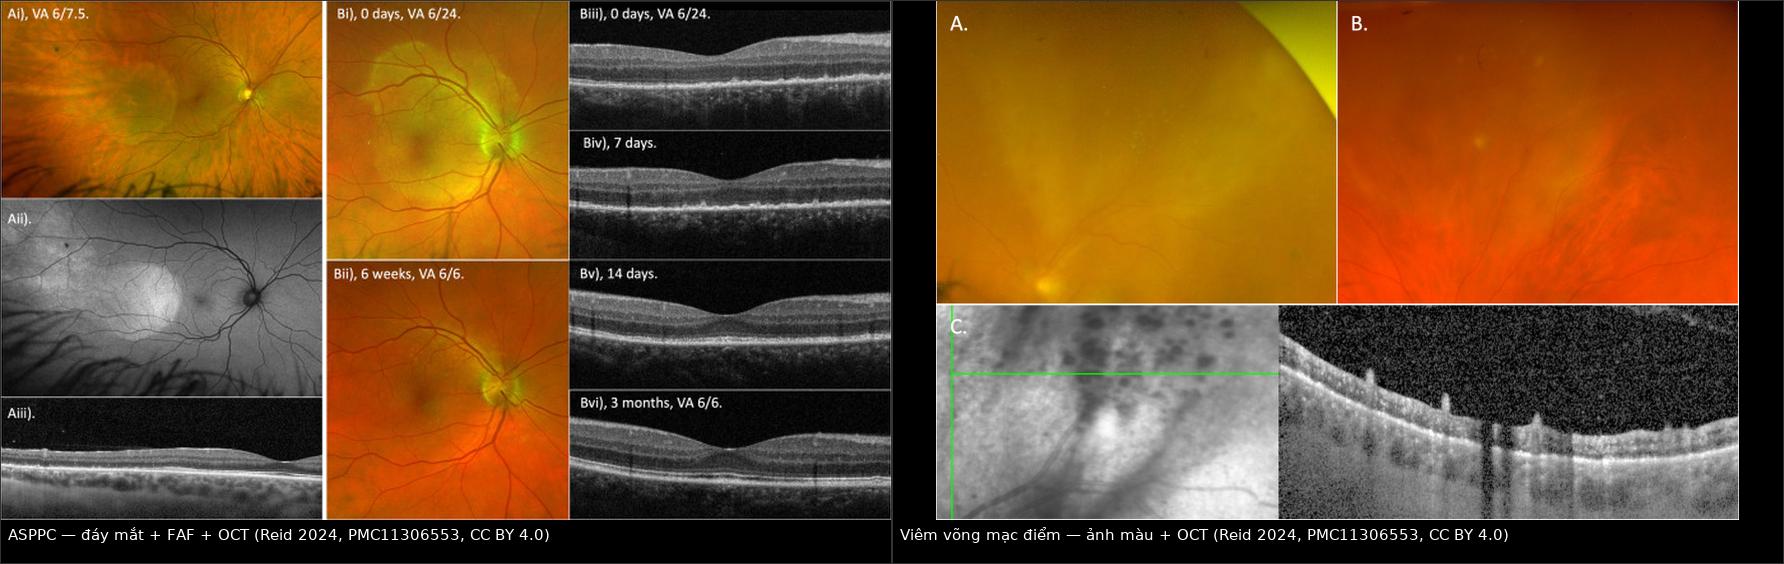 Ai), VA 6/7.5.
Aii).
Aiii).
Bi), 0 days, VA 6/24.
Bii), 6 weeks, VA 6/6.
Biii), 0 days, VA 6/24.
Biv), 7 days.
Bv), 14 days.
Bvi), 3 months, VA 6/6.
ASPPC — đáy mắt + FAF + OCT (Reid 2024, PMC11306553, CC BY 4.0)
A.
B.
C.
Viêm võng mạc điểm — ảnh màu + OCT (Reid 2024, PMC11306553, CC BY 4.0)